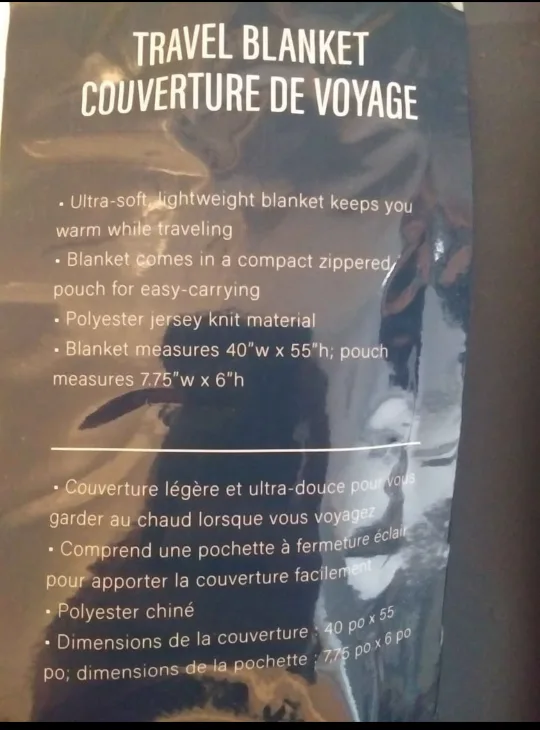 TRAVEL BLANKET
COUVERTURE DE VOYAGE
• Ultra-soft, lightweight blanket keeps you
warm while traveling
• Blanket comes in a compact zippered
pouch for easy-carrying
• Polyester jersey knit material
• Blanket measures 40"w x 55"h; pouch
measures 7.75"w x 6"h
• Couverture légère et ultra-douce pour vous
garder au chaud lorsque vous voyagez
• Comprend une pochette à fermeture éclair
pour apporter la couverture facilement
• Polyester chiné
• Dimensions de la couverture : 40 po x 55
po; dimensions de la pochette : 7.75 po x 6 po